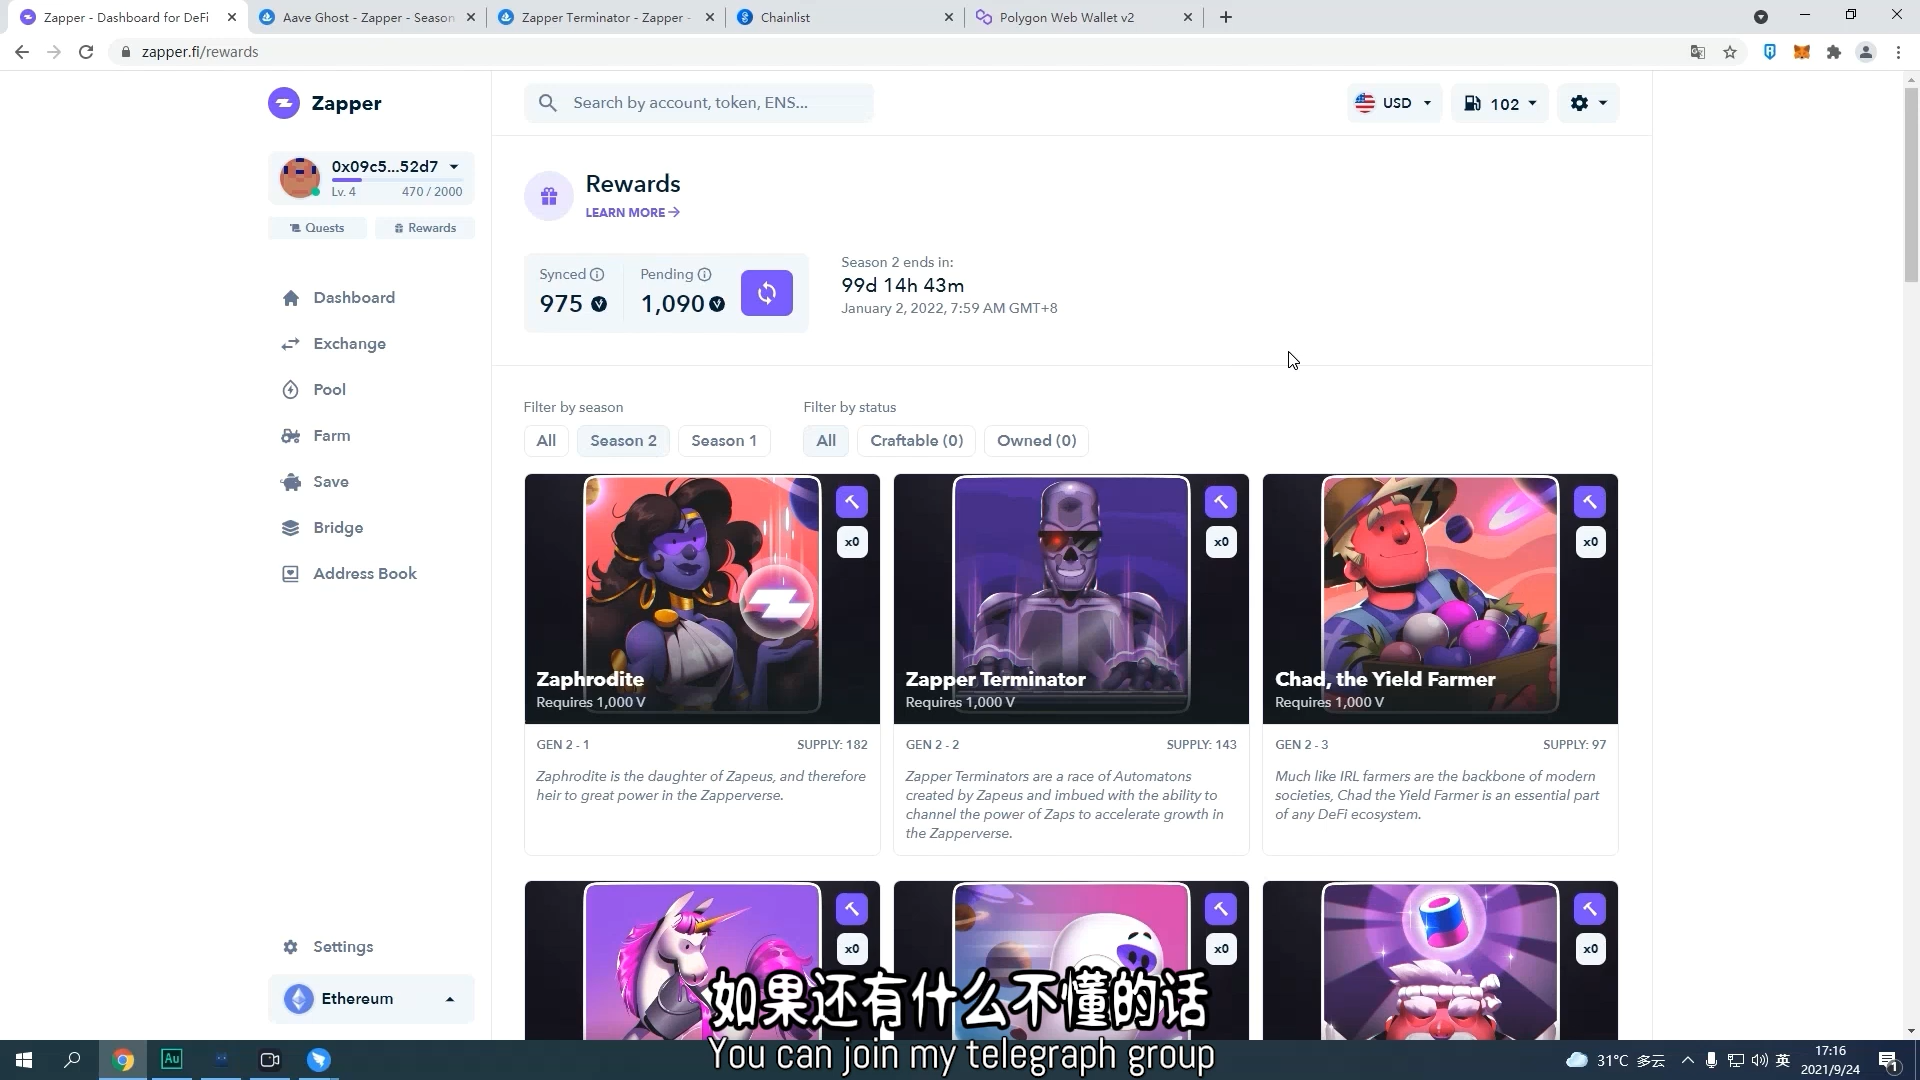 Zapper - Dashboard for DeFi
Aave Ghost - Zapper - Season
Zapper Terminator - Zapper -
Chainlist
Polygon Web Wallet v2
zapper.fi/rewards
Zapper
Search by account, token, ENS...
USD
102
0x09c5...52d7
Lv. 4
470 / 2000
Quests
Rewards
Rewards
LEARN MORE
Synced
975
Pending
1,090
Season 2 ends in:
99d 14h 43m
January 2, 2022, 7:59 AM GMT+8
Dashboard
Exchange
Pool
Farm
Save
Bridge
Address Book
Filter by season
All
Season 2
Season 1
Filter by status
All
Craftable (0)
Owned (0)
x0
Zaphrodite
Requires 1,000 V
GEN 2 - 1
SUPPLY: 182
Zaphrodite is the daughter of Zapeus, and therefore
heir to great power in the Zapperverse.
x0
Zapper Terminator
Requires 1,000 V
GEN 2 - 2
SUPPLY: 143
Zapper Terminators are a race of Automatons
created by Zapeus and imbued with the ability to
channel the power of Zaps to accelerate growth in
the Zapperverse.
x0
Chad, the Yield Farmer
Requires 1,000 V
GEN 2 - 3
SUPPLY: 97
Much like IRL farmers are the backbone of modern
societies, Chad the Yield Farmer is an essential part
of any DeFi ecosystem.
x0
x0
x0
Settings
Ethereum
如果还有什么不懂的话
You can join my telegraph group
Au
31°C 多云
英
17:16
2021/9/24
1